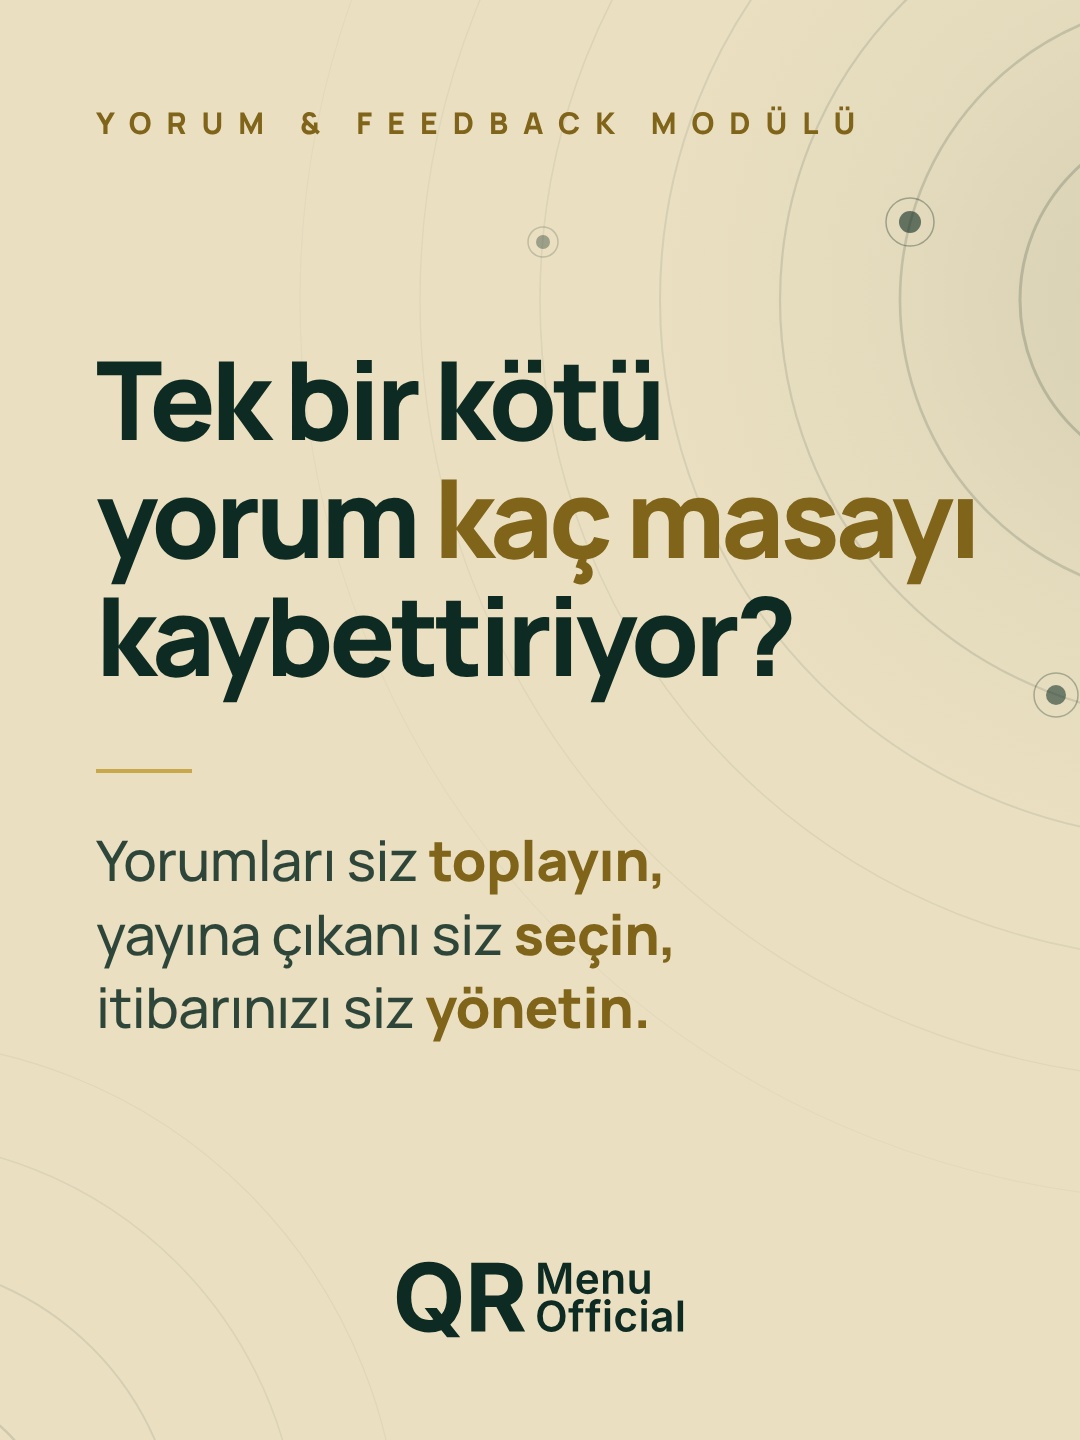 YORUM & FEEDBACK MODÜLÜ
Tek bir kötü
yorum kaç masayı
kaybettiriyor?
Yorumları siz toplayın,
yayına çıkanı siz seçin,
itibarınızı siz yönetin.
QR Menu
Official